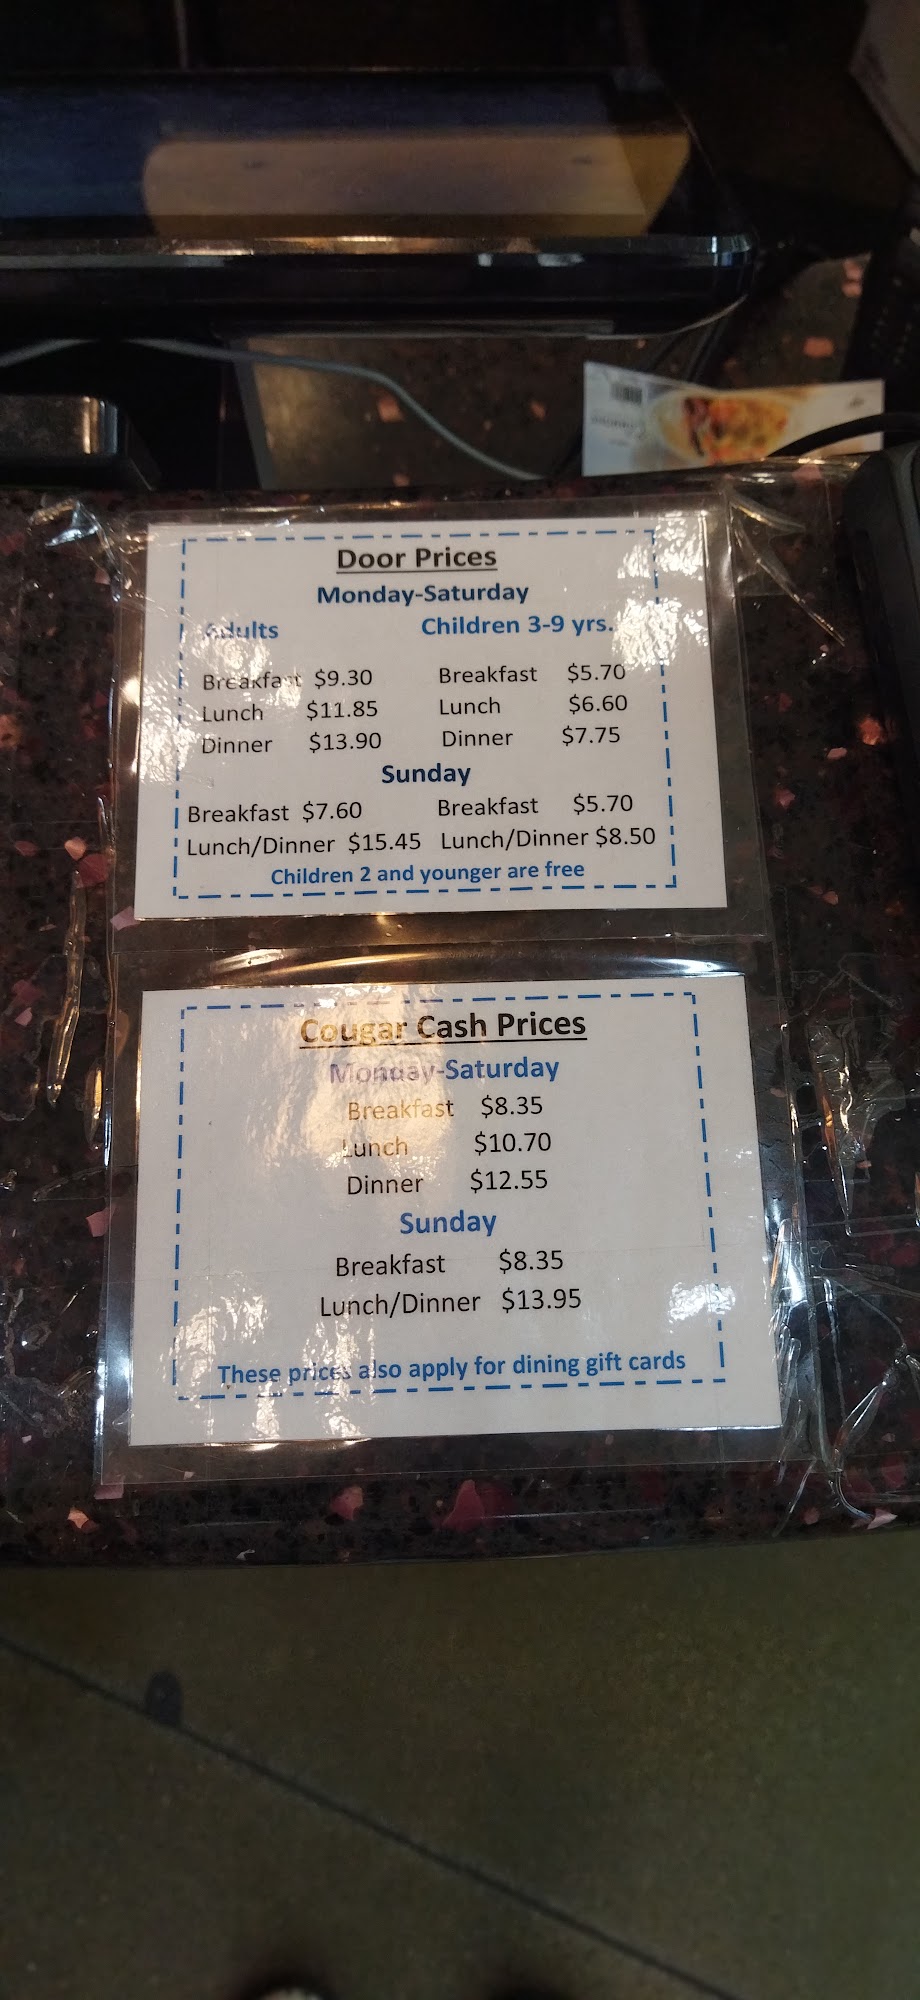 Door Prices
Monday-Saturday
Adults Children 3-9 yrs.
Breakfast $9.30 Breakfast $5.70
Lunch $11.85 Lunch $6.60
Dinner $13.90 Dinner $7.75
Sunday
Breakfast $7.60 Breakfast $5.70
Lunch/Dinner $15.45 Lunch/Dinner $8.50
Children 2 and younger are free
Cougar Cash Prices
Monday-Saturday
Breakfast $8.35
Lunch $10.70
Dinner $12.55
Sunday
Breakfast $8.35
Lunch/Dinner $13.95
These prices also apply for dining gift cards